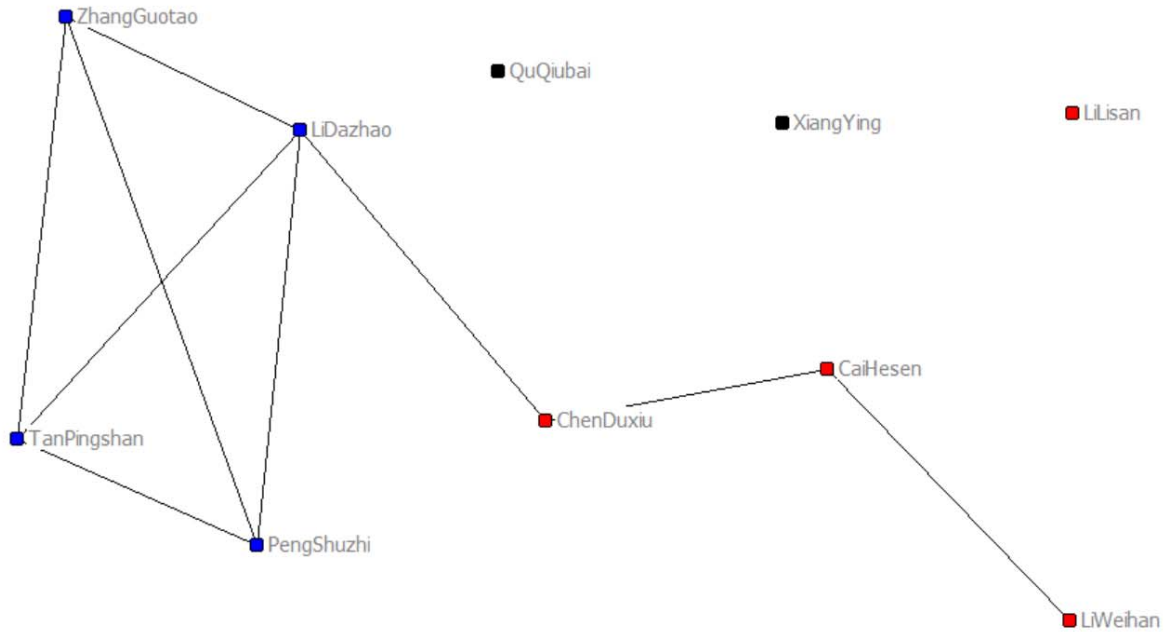 ZhangGuotao
QuQiubai
LiLisan
XiangYing
LiDazhao
CaiHesen
ChenDuxiu
TanPingshan
PengShuzhi
LiWeihan